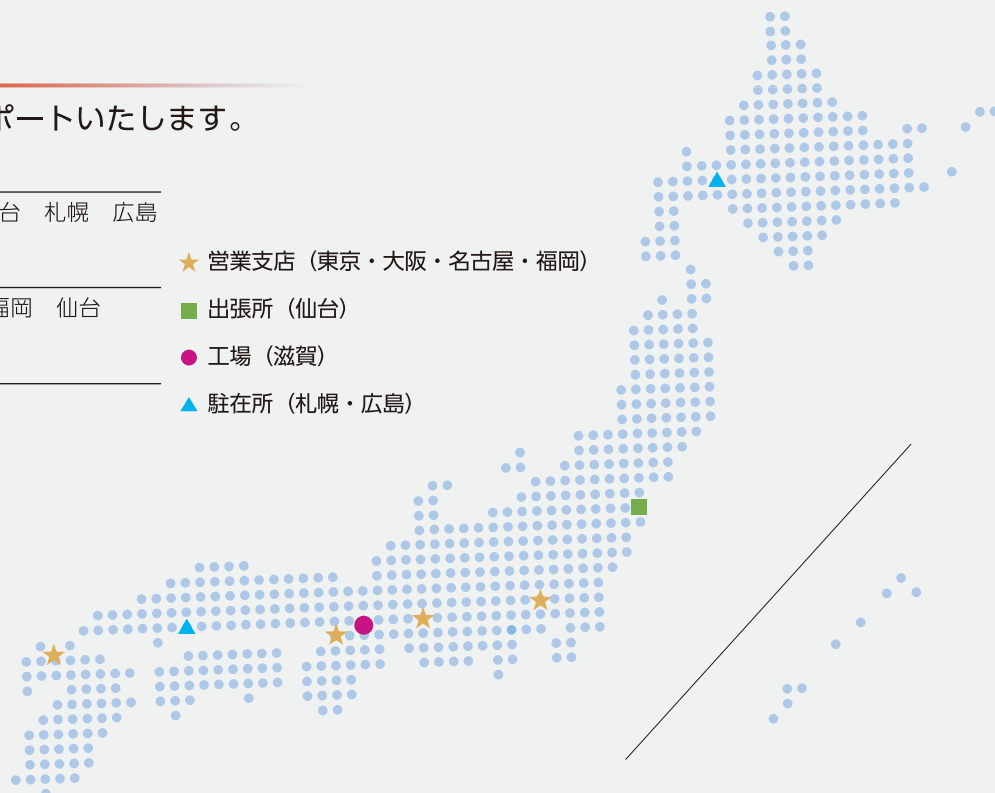 ポートいたします。
台　札幌　広島
福岡　仙台
営業支店（東京・大阪・名古屋・福岡）
出張所（仙台）
工場（滋賀）
駐在所（札幌・広島）